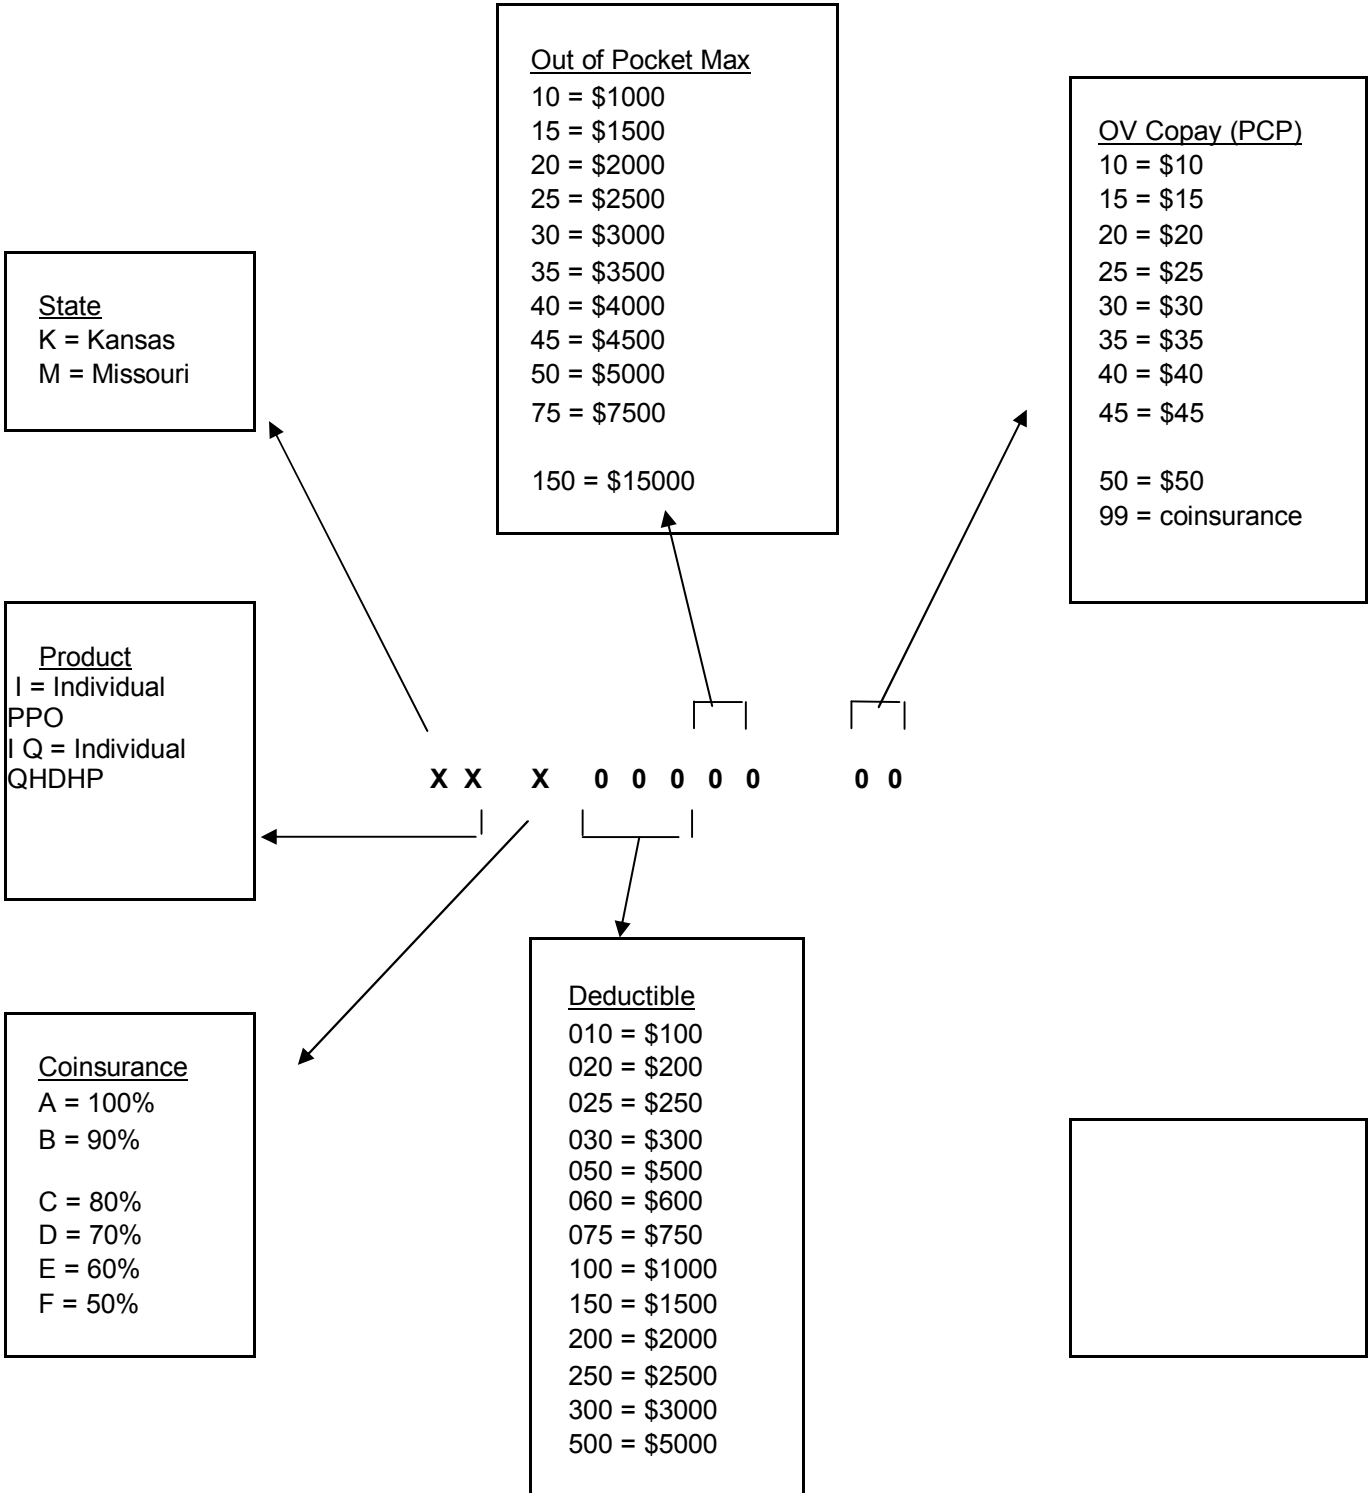 Out of Pocket Max
10 = $1000
15 = $1500
20 = $2000
25 = $2500
30 = $3000
35 = $3500
40 = $4000
45 = $4500
50 = $5000
75 = $7500
150 = $15000
OV Copay (PCP)
10 = $10
15 = $15
20 = $20
25 = $25
30 = $30
35 = $35
40 = $40
45 = $45
50 = $50
99 = coinsurance
State
K = Kansas
M = Missouri
Product
I = Individual
PPO
I Q = Individual
QHDHP
X X X 0 0 0 0 0 0 0
Coinsurance
A = 100%
B = 90%
C = 80%
D = 70%
E = 60%
F = 50%
Deductible
010 = $100
020 = $200
025 = $250
030 = $300
050 = $500
060 = $600
075 = $750
100 = $1000
150 = $1500
200 = $2000
250 = $2500
300 = $3000
500 = $5000